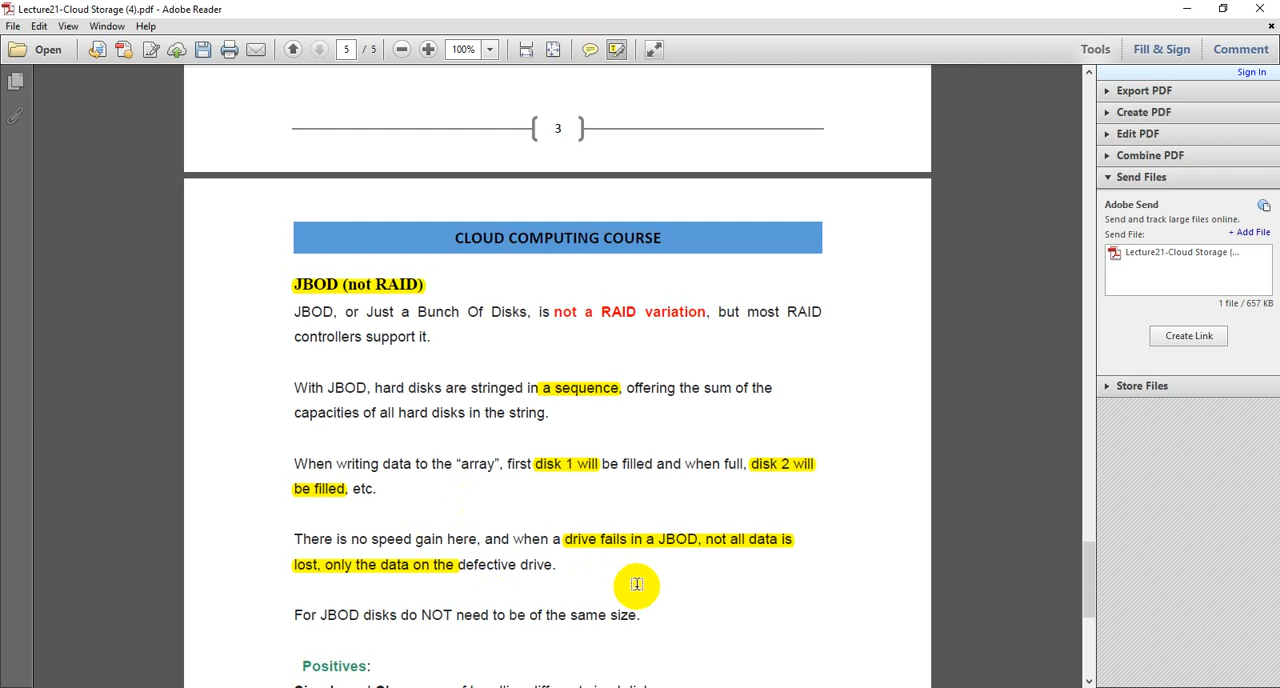 Lecture21-Cloud Storage (4).pdf - Adobe Reader
File Edit View Window Help
Open 5 / 5 100% Tools Fill & Sign Comment
Sign In
Export PDF
Create PDF
Edit PDF
Combine PDF
Send Files
Adobe Send
Send and track large files online.
Send File: + Add File
Lecture21-Cloud Storage (...
1 file / 657 KB
Create Link
Store Files
3
CLOUD COMPUTING COURSE
JBOD (not RAID)
JBOD, or Just a Bunch Of Disks, is not a RAID variation, but most RAID
controllers support it.
With JBOD, hard disks are stringed in a sequence, offering the sum of the
capacities of all hard disks in the string.
When writing data to the “array”, first disk 1 will be filled and when full, disk 2 will
be filled, etc.
There is no speed gain here, and when a drive fails in a JBOD, not all data is
lost, only the data on the defective drive.
For JBOD disks do NOT need to be of the same size.
Positives: